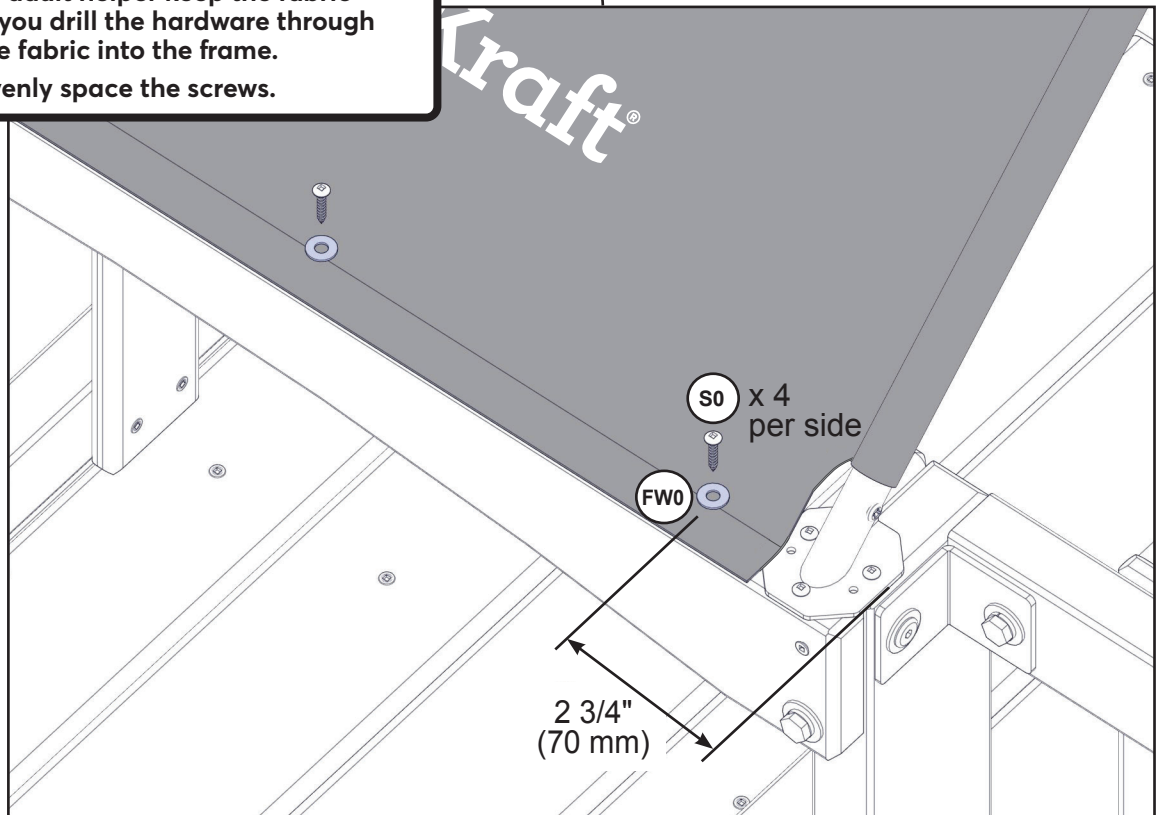 adult helper keep the fabric
you drill the hardware through
fabric into the frame.
space the screws.
Kraft®
S0 x 4
per side
FW0
2 3/4"
(70 mm)